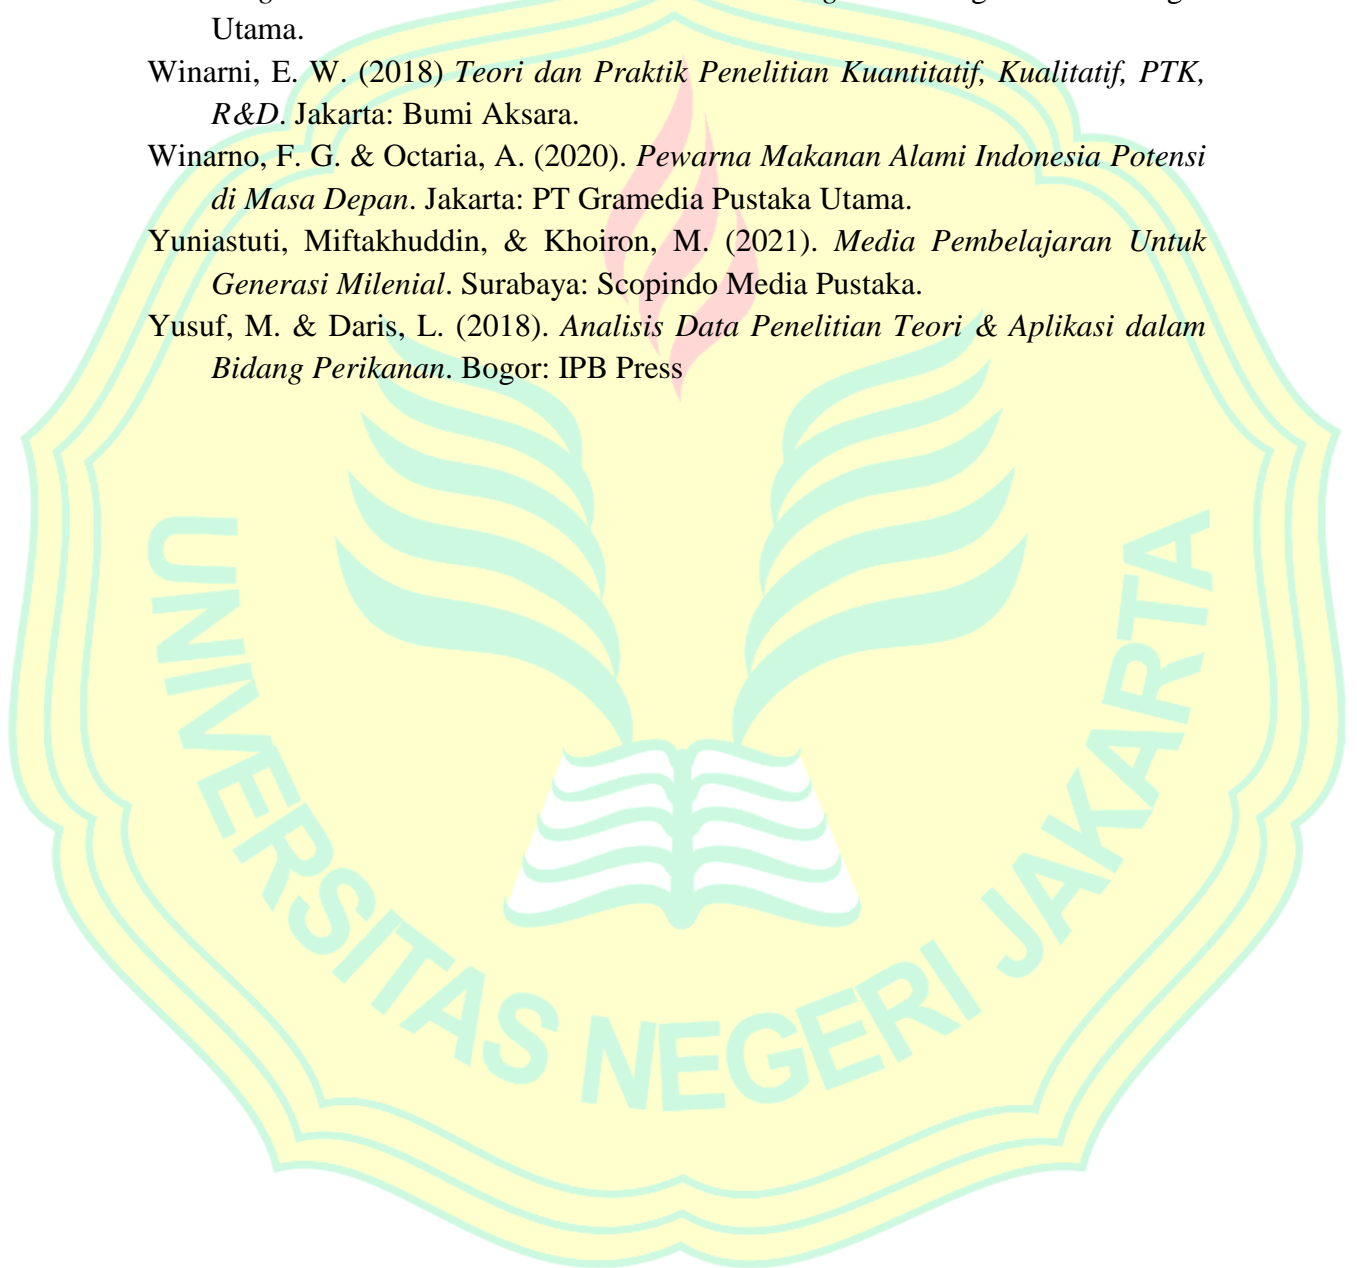 Utama.
Winarni, E. W. (2018) Teori dan Praktik Penelitian Kuantitatif, Kualitatif, PTK,
R&D. Jakarta: Bumi Aksara.
Winarno, F. G. & Octaria, A. (2020). Pewarna Makanan Alami Indonesia Potensi
di Masa Depan. Jakarta: PT Gramedia Pustaka Utama.
Yuniastuti, Miftakhuddin, & Khoiron, M. (2021). Media Pembelajaran Untuk
Generasi Milenial. Surabaya: Scopindo Media Pustaka.
Yusuf, M. & Daris, L. (2018). Analisis Data Penelitian Teori & Aplikasi dalam
Bidang Perikanan. Bogor: IPB Press
UNIVERSITAS NEGERI JAKARTA